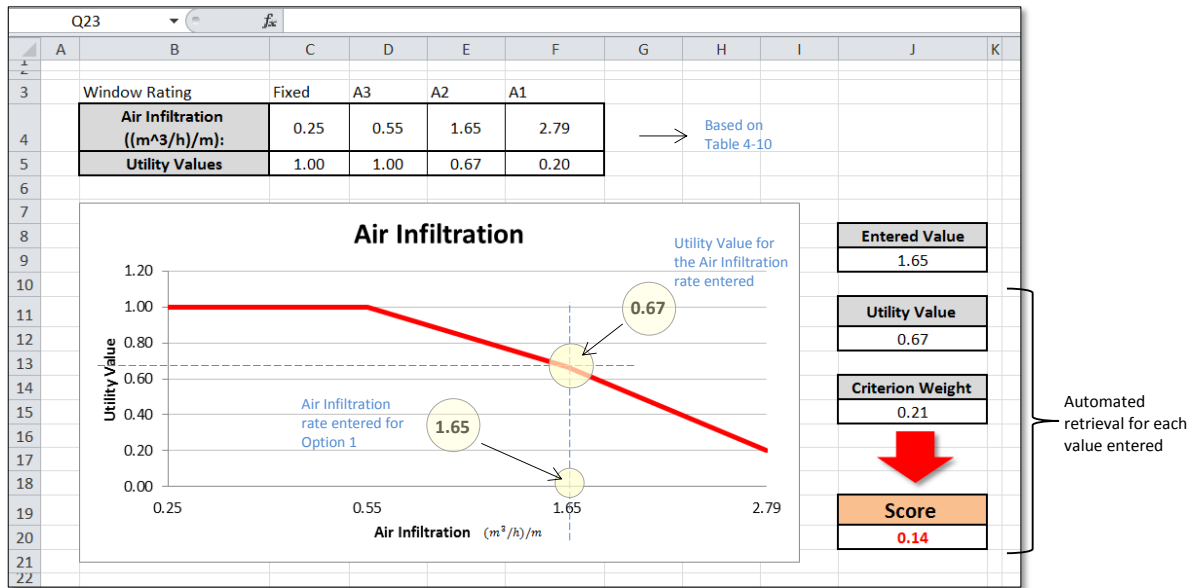 Q23 fx
A B C D E F G H I J K
1
2
3 Window Rating Fixed A3 A2 A1
Air Infiltration
4 ((m^3/h)/m): 0.25 0.55 1.65 2.79
Based on
Table 4-10
5 Utility Values 1.00 1.00 0.67 0.20
6
7
8
9
10
11
12
13
14
15
16
17
18
19
20
21
22
Air Infiltration
Utility Value for
the Air Infiltration
rate entered
1.20
1.00
0.80
0.60
0.40
0.20
0.00
Utility Value
0.67
Air Infiltration
rate entered for
Option 1
1.65
0.25 0.55 1.65 2.79
Air Infiltration (m³/h)/m
Entered Value
1.65
Utility Value
0.67
Criterion Weight
0.21
Score
0.14
Automated
retrieval for each
value entered